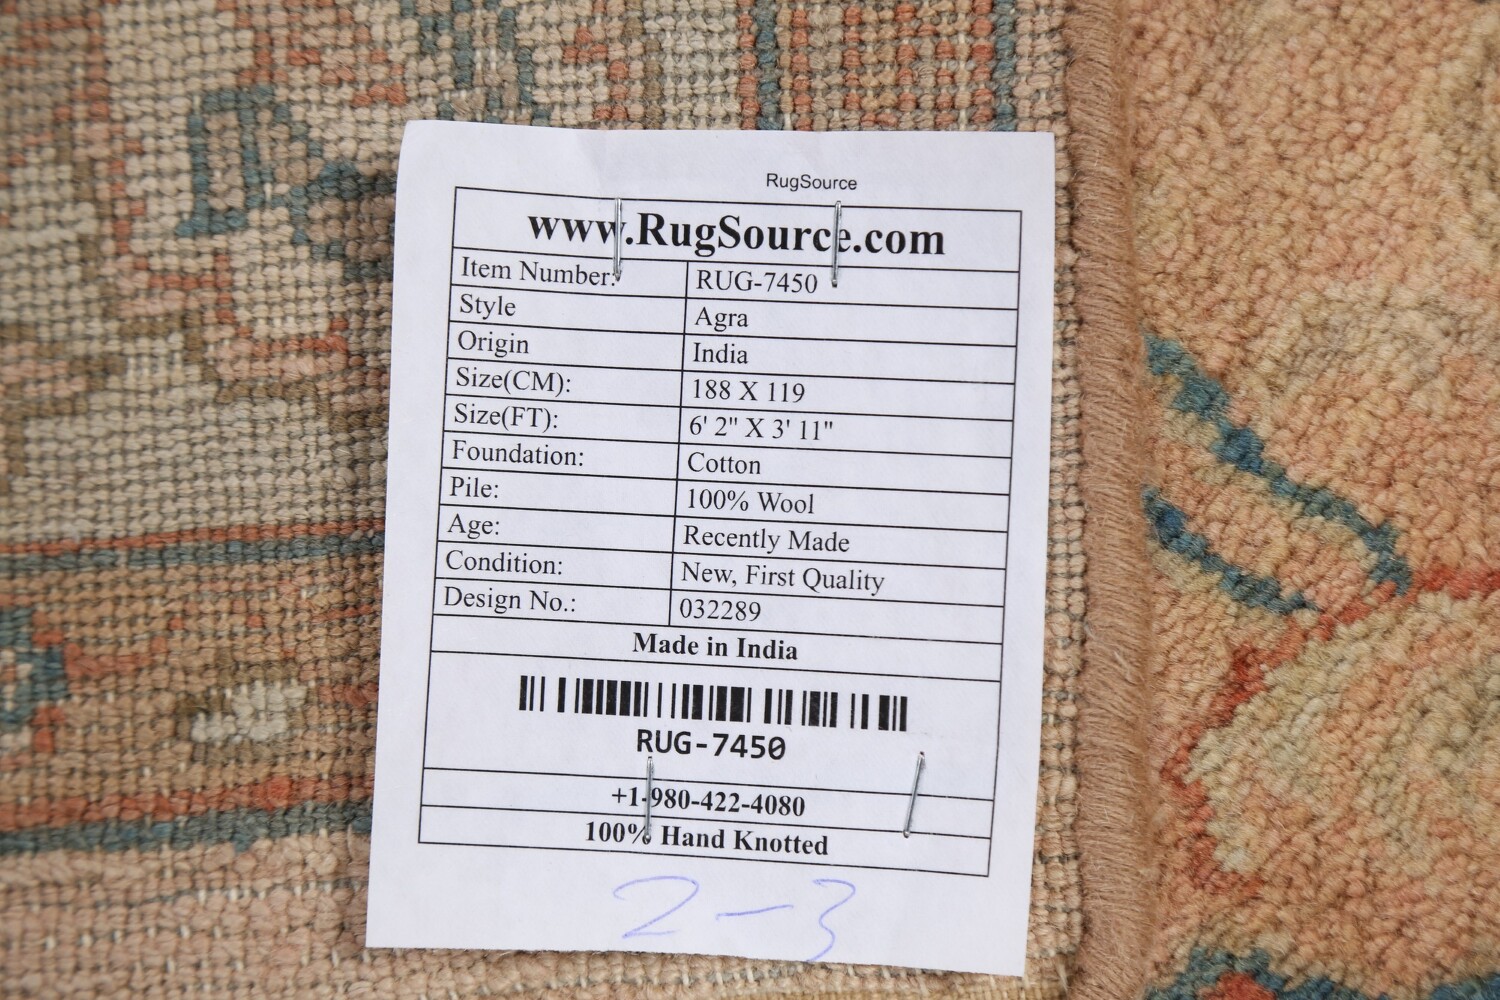 RugSource
www.RugSource.com
Item Number: RUG-7450
Style Agra
Origin India
Size(CM): 188 X 119
Size(FT): 6' 2" X 3' 11"
Foundation: Cotton
Pile: 100% Wool
Age: Recently Made
Condition: New, First Quality
Design No.: 032289
Made in India
RUG-7450
+1-980-422-4080
100% Hand Knotted
2-3